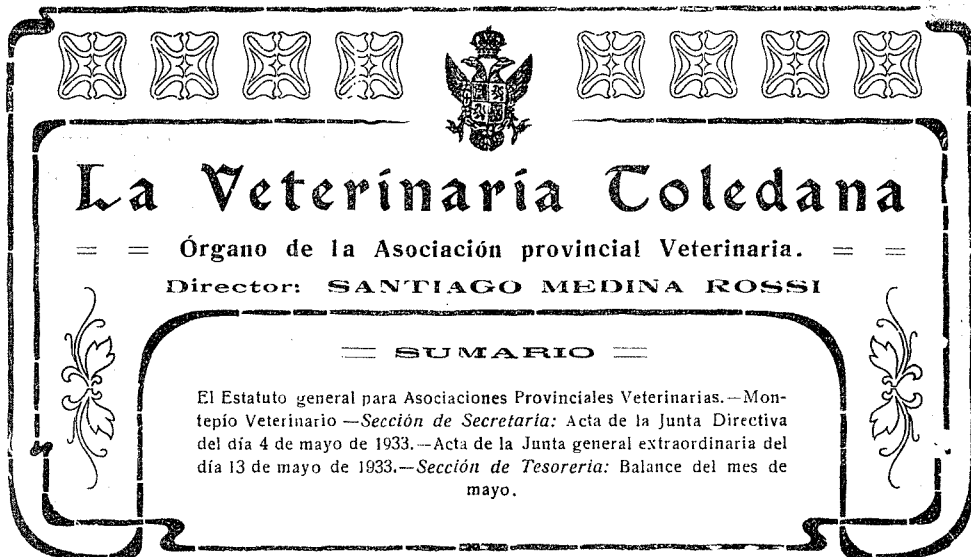 La Veterinaria Toledana
= = Órgano de la Asociación provincial Veterinaria. = =
Director: SANTIAGO MEDINA ROSSI
= SUMARIO =
El Estatuto general para Asociaciones Provinciales Veterinarias.—Mon-
tepío Veterinario —Sección de Secretaría: Acta de la Junta Directiva
del día 4 de mayo de 1933.—Acta de la Junta general extraordinaria del
día 13 de mayo de 1933.—Sección de Tesoreria: Balance del mes de
mayo.